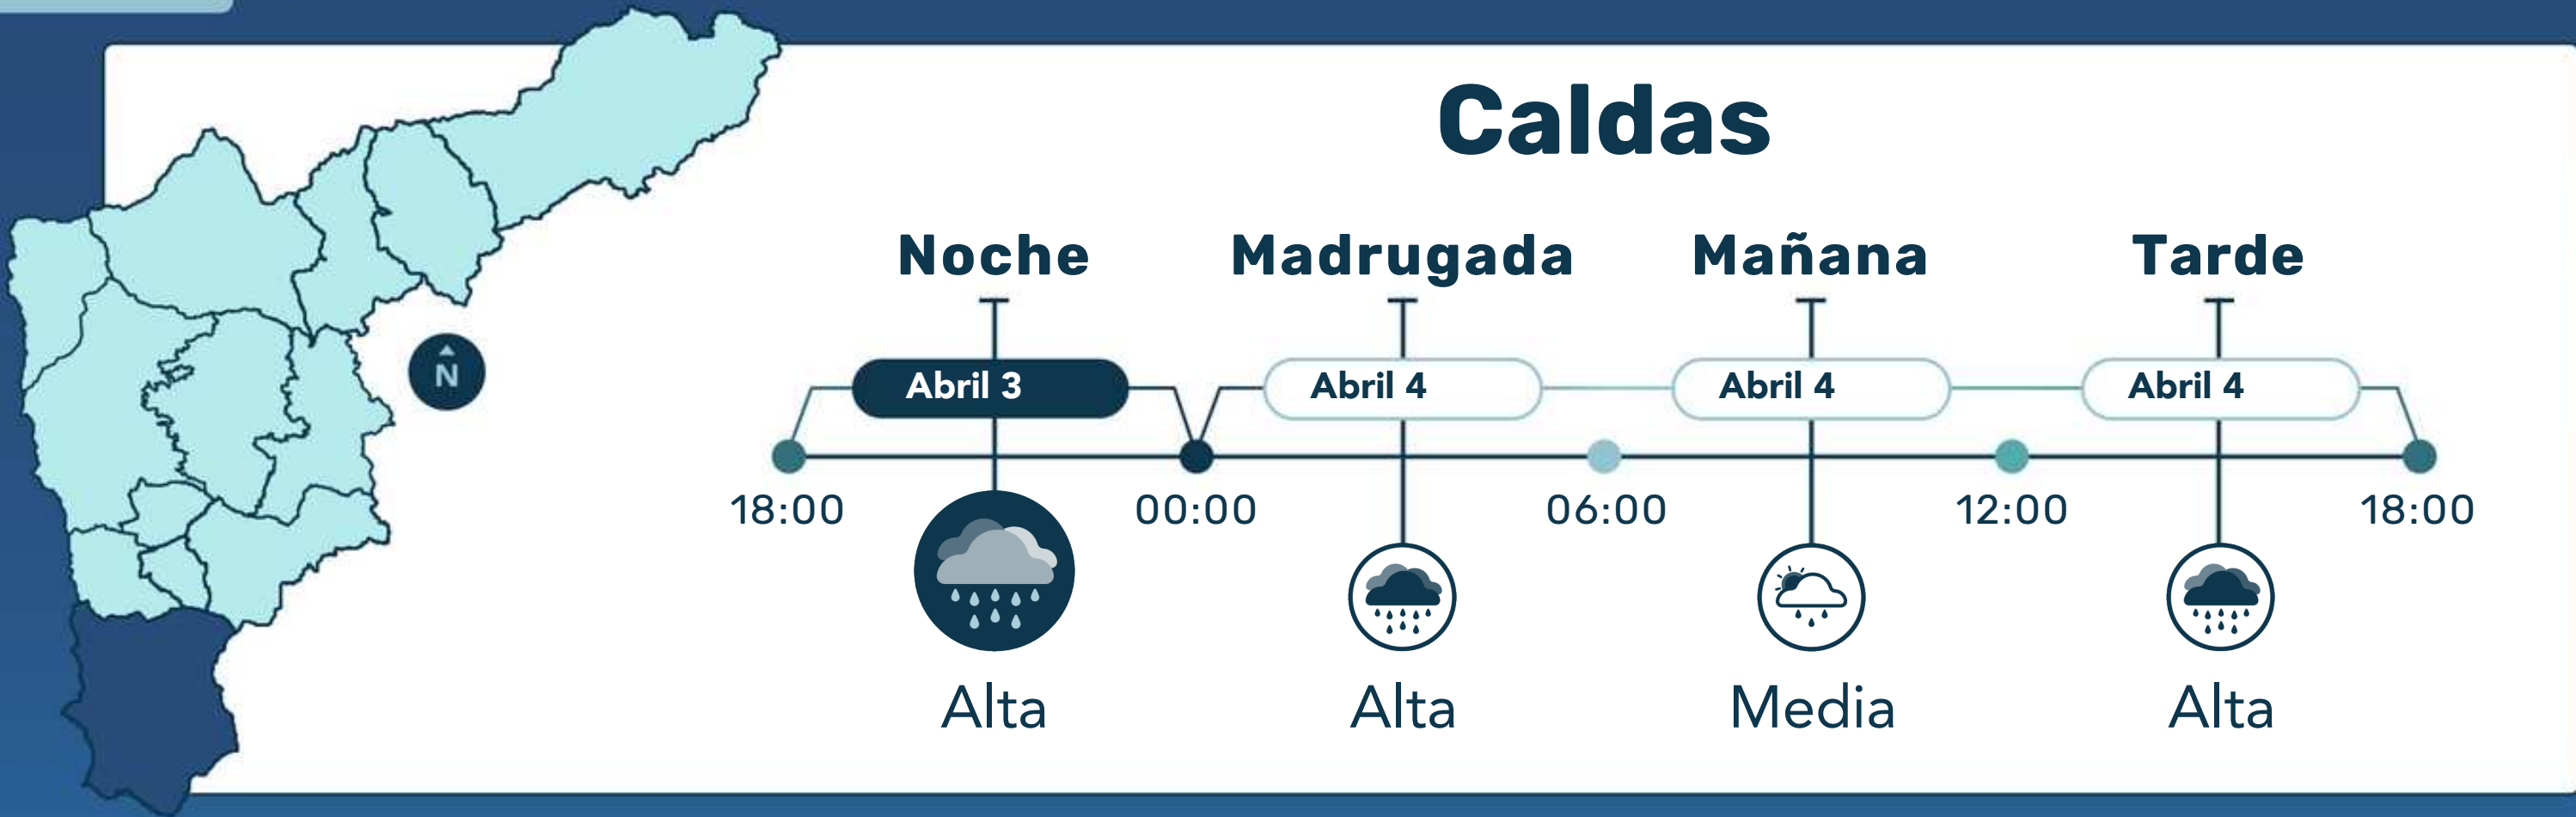 Caldas
Noche Madrugada Mañana Tarde
Abril 3 Abril 4 Abril 4 Abril 4
N
18:00 00:00 06:00 12:00 18:00
Alta Alta Media Alta